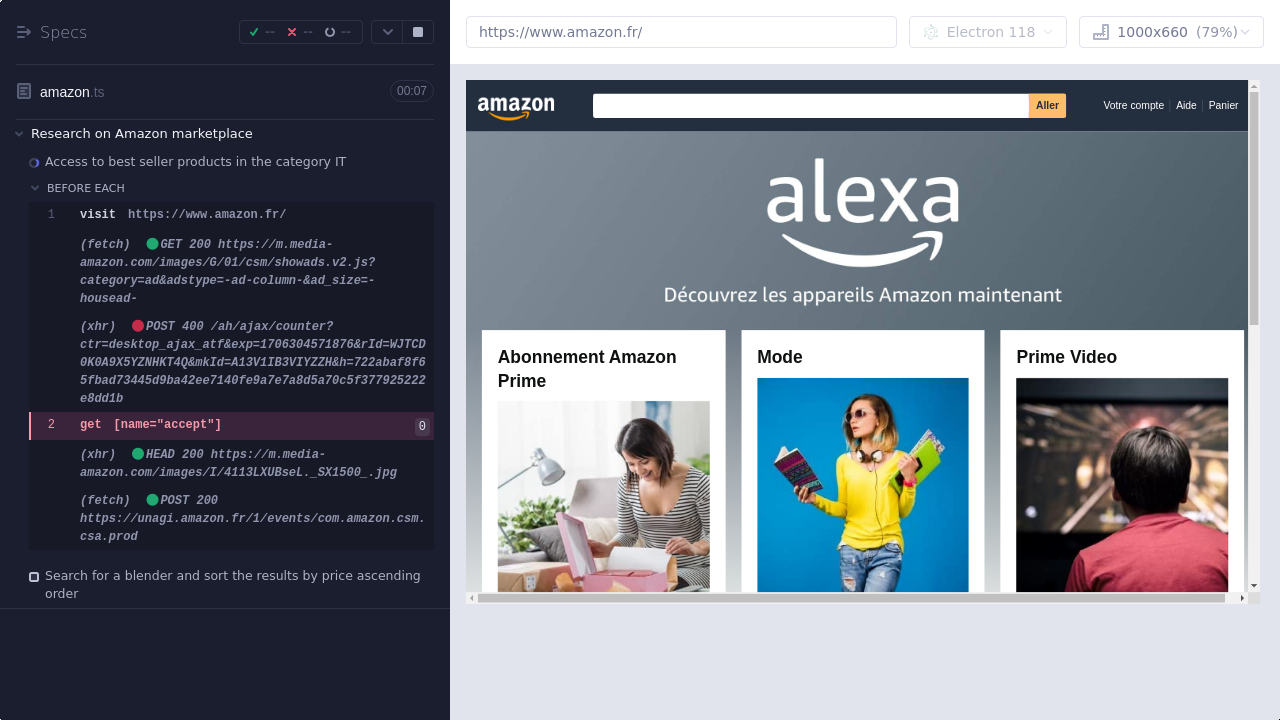 Specs
-- -- --
amazon.ts
00:07
Research on Amazon marketplace
Access to best seller products in the category IT
BEFORE EACH
1 visit https://www.amazon.fr/
(fetch) GET 200 https://m.media-
amazon.com/images/G/01/csm/showads.v2.js?
category=ad&adstype=-ad-column-&ad_size=-
housead-
(xhr) POST 400 /ah/ajax/counter?
ctr=desktop_ajax_atf&exp=1706304571876&rId=WJTCD
0K0A9X5YZNHKT4Q&mkId=A13V1IB3VIYZZH&h=722abaf8f6
5fbad73445d9ba42ee7140fe9a7e7a8d5a70c5f377925222
e8dd1b
2 get [name="accept"] 0
(xhr) HEAD 200 https://m.media-
amazon.com/images/I/4113LXUBseL._SX1500_.jpg
(fetch) POST 200
https://unagi.amazon.fr/1/events/com.amazon.csm.
csa.prod
Search for a blender and sort the results by price ascending
order
https://www.amazon.fr/
Electron 118
1000x660 (79%)
amazon
Aller
Votre compte
Aide
Panier
alexa
Découvrez les appareils Amazon maintenant
Abonnement Amazon
Prime
Mode
Prime Video